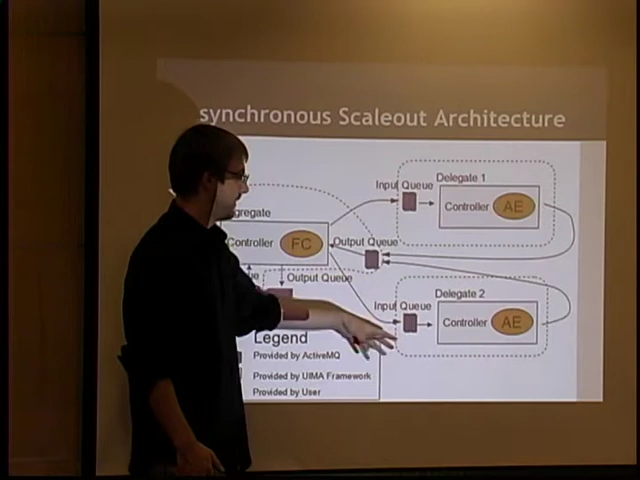 synchronous Scaleout Architecture
Input Queue
Delegate 1
Controller
AE
gregate
Controller
FC
Output Queue
Output Queue
ue
Input Queue
Delegate 2
Controller
AE
Legend
Provided by ActiveMQ
Provided by UIMA Framework
Provided by User